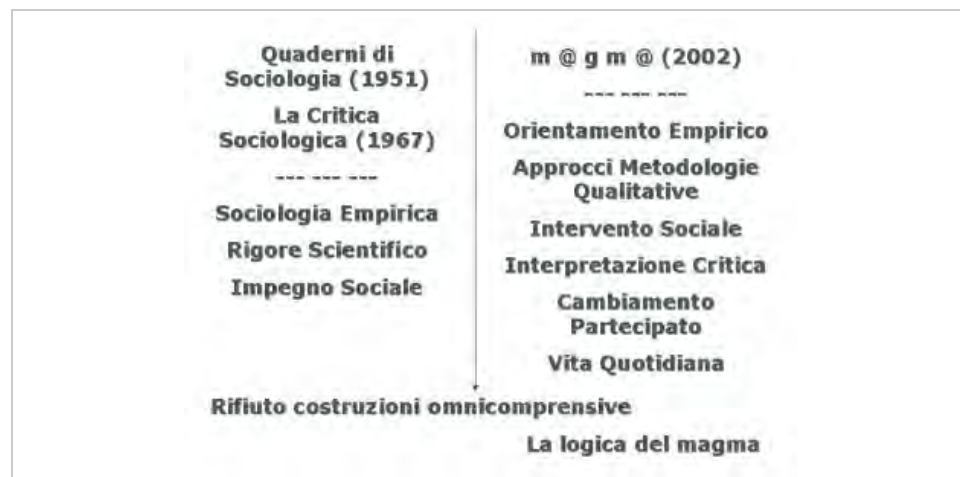 Quaderni di
Sociologia (1951)
La Critica
Sociologica (1967)
--- --- ---
Sociologia Empirica
Rigore Scientifico
Impegno Sociale
m @ g m @ (2002)
--- --- ---
Orientamento Empirico
Approcci Metodologie
Qualitative
Intervento Sociale
Interpretazione Critica
Cambiamento
Partecipato
Vita Quotidiana
Rifiuto costruzioni omnicomprensive
La logica del magma